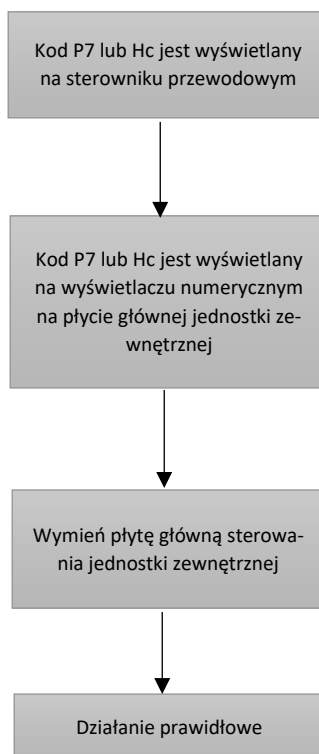 Kod P7 lub Hc jest wyświetlany
na sterowniku przewodowym
Kod P7 lub Hc jest wyświetlany
na wyświetlaczu numerycznym
na płycie głównej jednostki ze-
wnętrznej
Wymień płytę główną sterowa-
nia jednostki zewnętrznej
Działanie prawidłowe